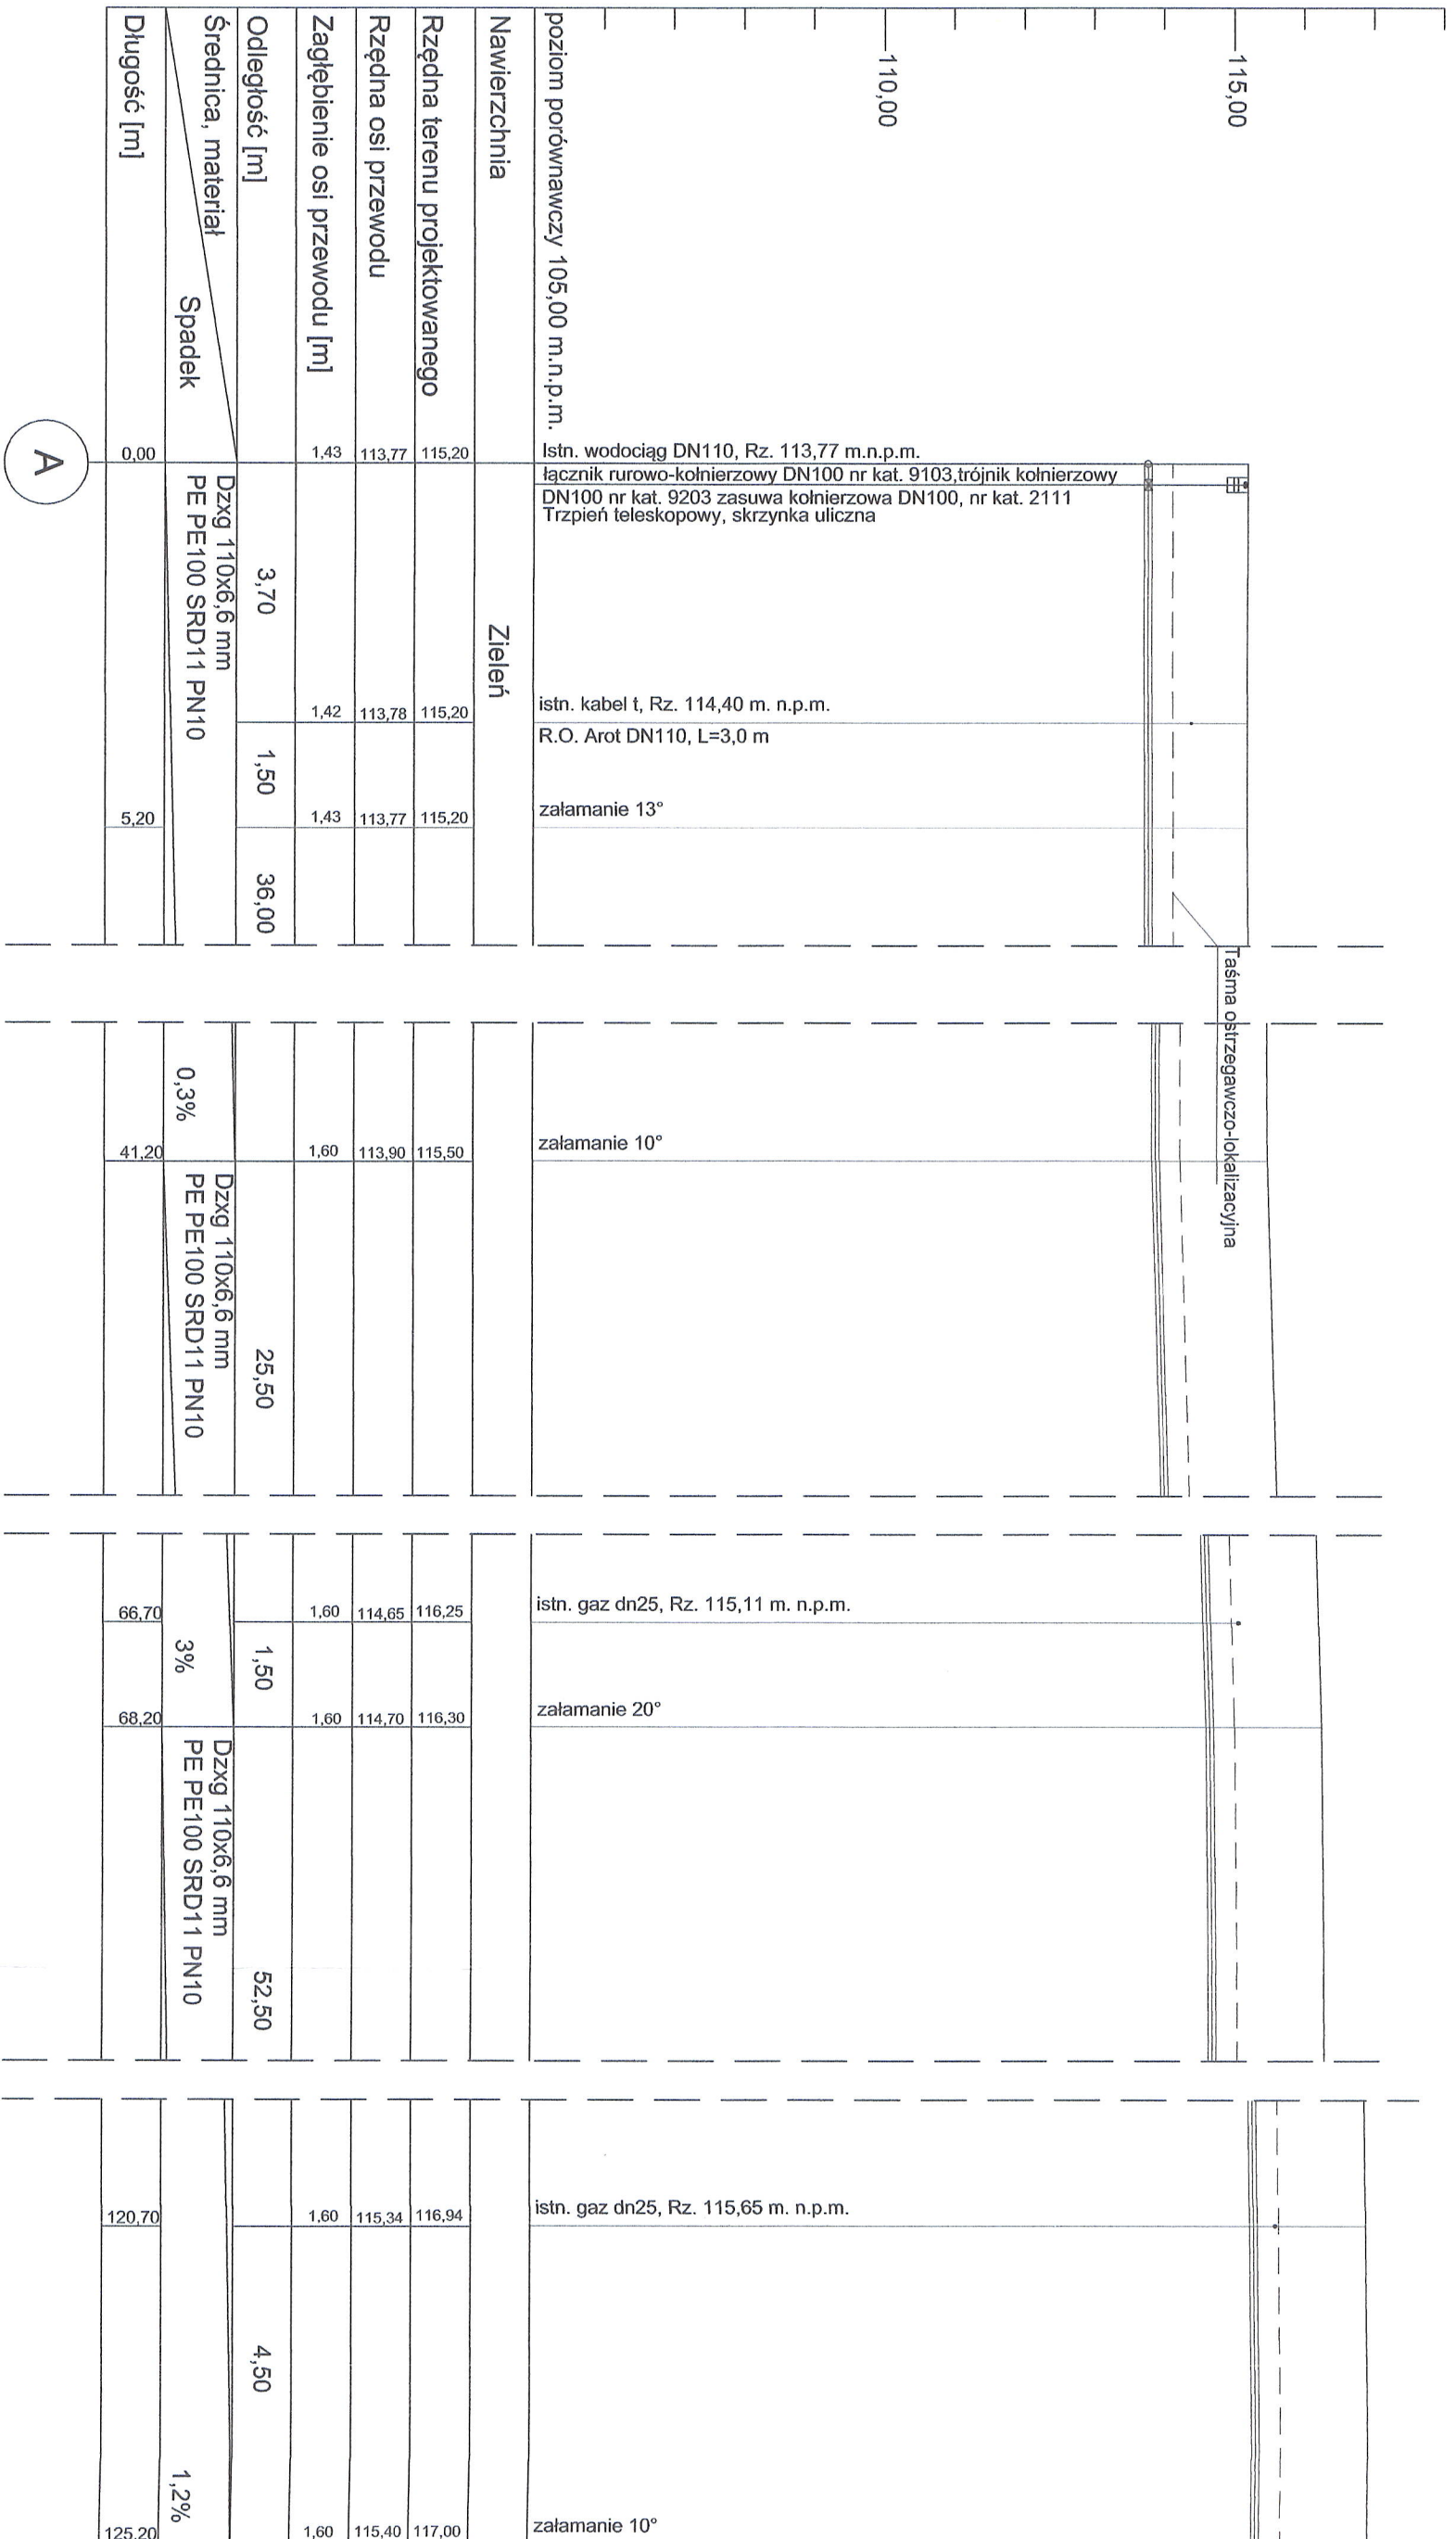 115,00
110,00
poziom porównawczy 105,00 m.n.p.m.
Nawierzchnia
Rzędna terenu projektowanego
Rzędna osi przewodu
Zagłębienie osi przewodu [m]
Odległość [m]
Średnica, materiał
Spadek
Długość [m]
A
Istn. wodociąg DN110, Rz. 113,77 m.n.p.m.
łącznik rurowo-kołnierzowy DN100 nr kat. 9103,trójnik kołnierzowy
DN100 nr kat. 9203 zasuwa kołnierzowa DN100, nr kat. 2111
Trzpień teleskopowy, skrzynka uliczna
115,20
113,77
1,43
0,00
Zieleń
3,70
Dzxg 110x6,6 mm
PE PE100 SRD11 PN10
istn. kabel t, Rz. 114,40 m. n.p.m.
R.O. Arot DN110, L=3,0 m
115,20
113,78
1,42
1,50
załamanie 13°
115,20
113,77
1,43
5,20
36,00
Taśma ostrzegawczo-lokalizacyjna
0,3%
załamanie 10°
115,50
113,90
1,60
41,20
Dzxg 110x6,6 mm
PE PE100 SRD11 PN10
25,50
istn. gaz dn25, Rz. 115,11 m. n.p.m.
116,25
114,65
1,60
66,70
1,50
3%
załamanie 20°
116,30
114,70
1,60
68,20
Dzxg 110x6,6 mm
PE PE100 SRD11 PN10
52,50
istn. gaz dn25, Rz. 115,65 m. n.p.m.
116,94
115,34
1,60
120,70
4,50
1,2%
załamanie 10°
117,00
115,40
1,60
125,20